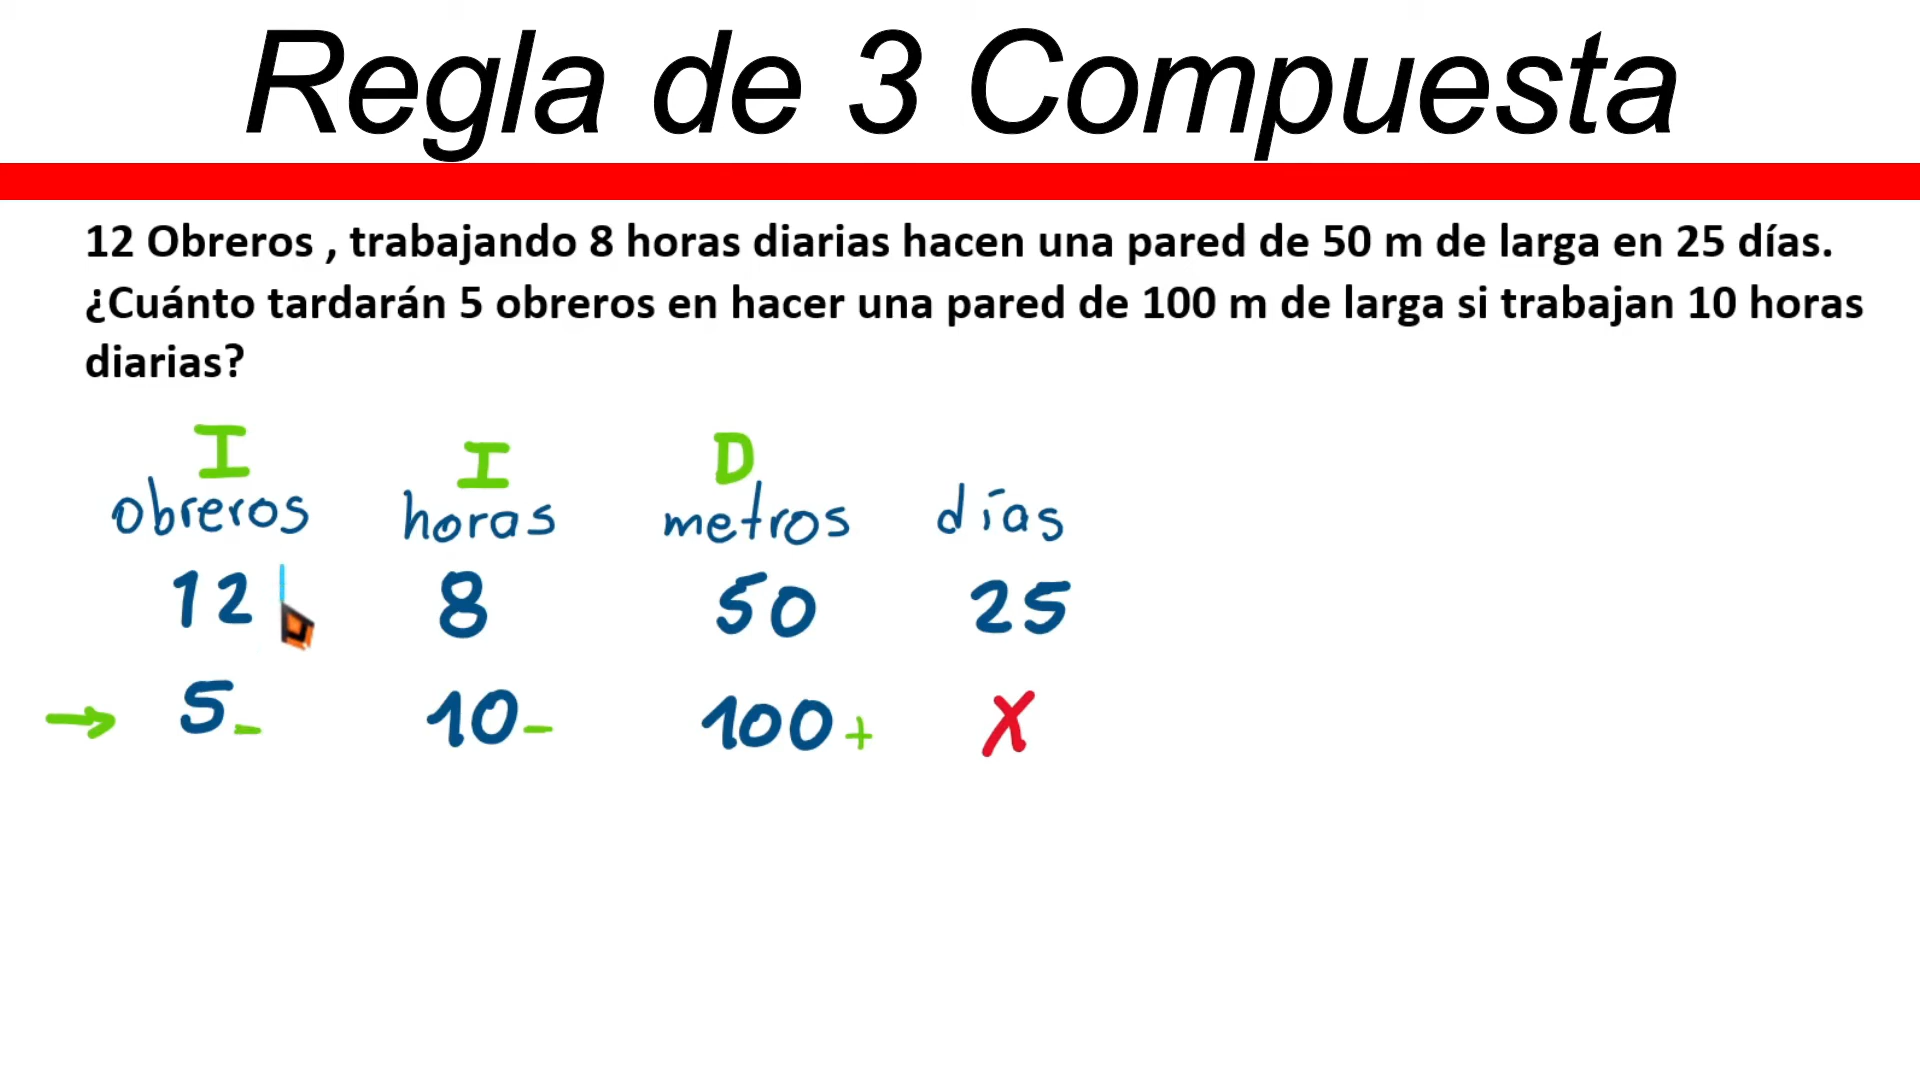 Regla de 3 Compuesta
12 Obreros , trabajando 8 horas diarias hacen una pared de 50 m de larga en 25 días.
¿Cuánto tardarán 5 obreros en hacer una pared de 100 m de larga si trabajan 10 horas
diarias?
I I D
obreros horas metros días
12 8 50 25
→ 5- 10- 100+ X